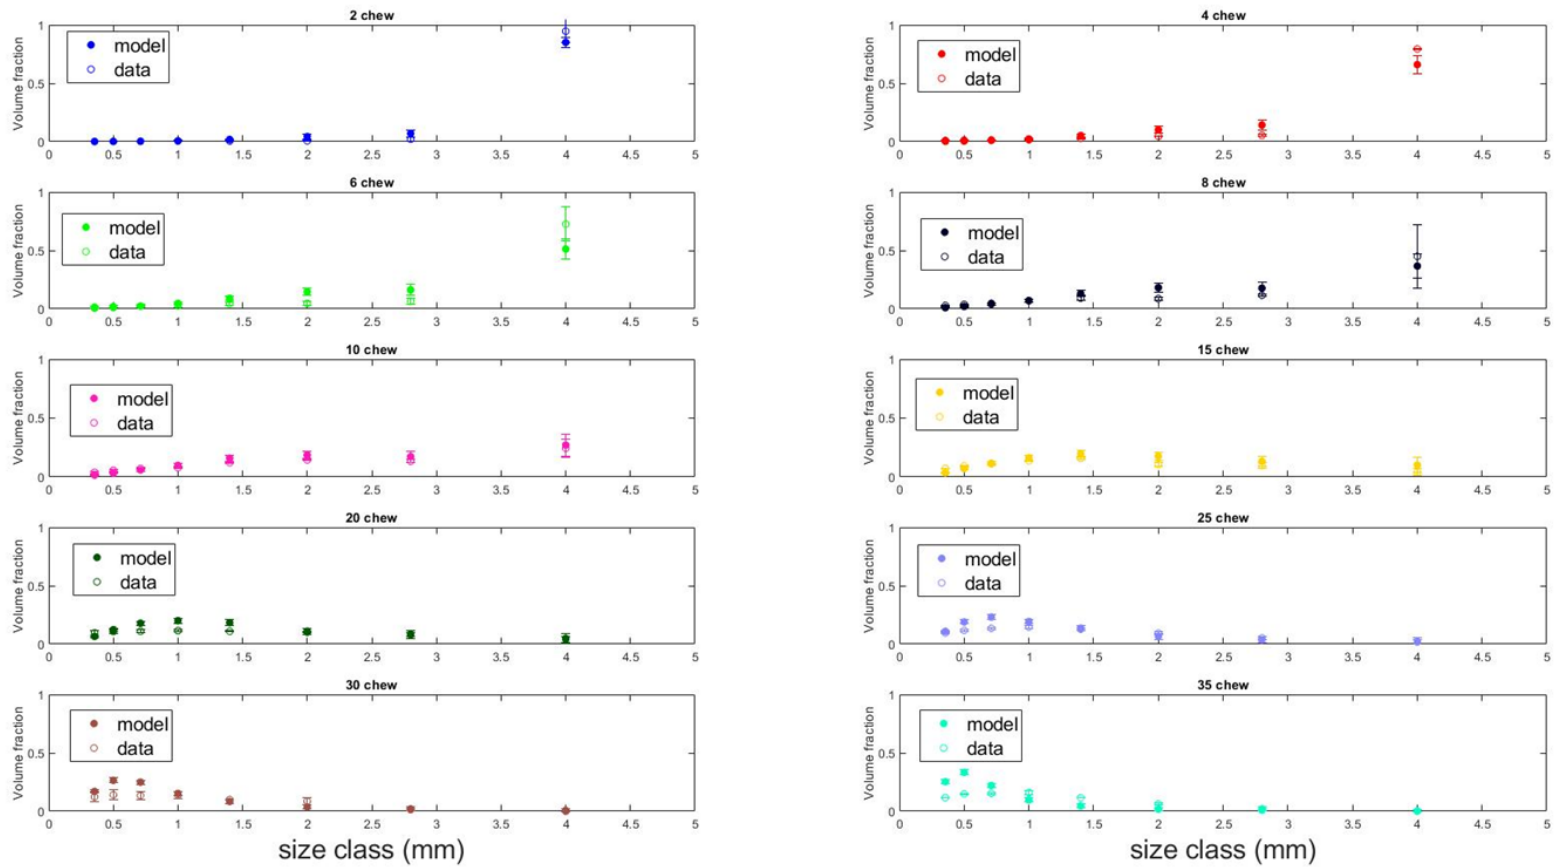 2 chew
Volume fraction
1
0.5
0
model
data
0 0.5 1 1.5 2 2.5 3 3.5 4 4.5 5
4 chew
Volume fraction
1
0.5
0
model
data
0 0.5 1 1.5 2 2.5 3 3.5 4 4.5 5
6 chew
Volume fraction
1
0.5
0
model
data
0 0.5 1 1.5 2 2.5 3 3.5 4 4.5 5
8 chew
Volume fraction
1
0.5
0
model
data
0 0.5 1 1.5 2 2.5 3 3.5 4 4.5 5
10 chew
Volume fraction
1
0.5
0
model
data
0 0.5 1 1.5 2 2.5 3 3.5 4 4.5 5
15 chew
Volume fraction
1
0.5
0
model
data
0 0.5 1 1.5 2 2.5 3 3.5 4 4.5 5
20 chew
Volume fraction
1
0.5
0
model
data
0 0.5 1 1.5 2 2.5 3 3.5 4 4.5 5
25 chew
Volume fraction
1
0.5
0
model
data
0 0.5 1 1.5 2 2.5 3 3.5 4 4.5 5
30 chew
Volume fraction
1
0.5
0
model
data
0 0.5 1 1.5 2 2.5 3 3.5 4 4.5 5
size class (mm)
35 chew
Volume fraction
1
0.5
0
model
data
0 0.5 1 1.5 2 2.5 3 3.5 4 4.5 5
size class (mm)